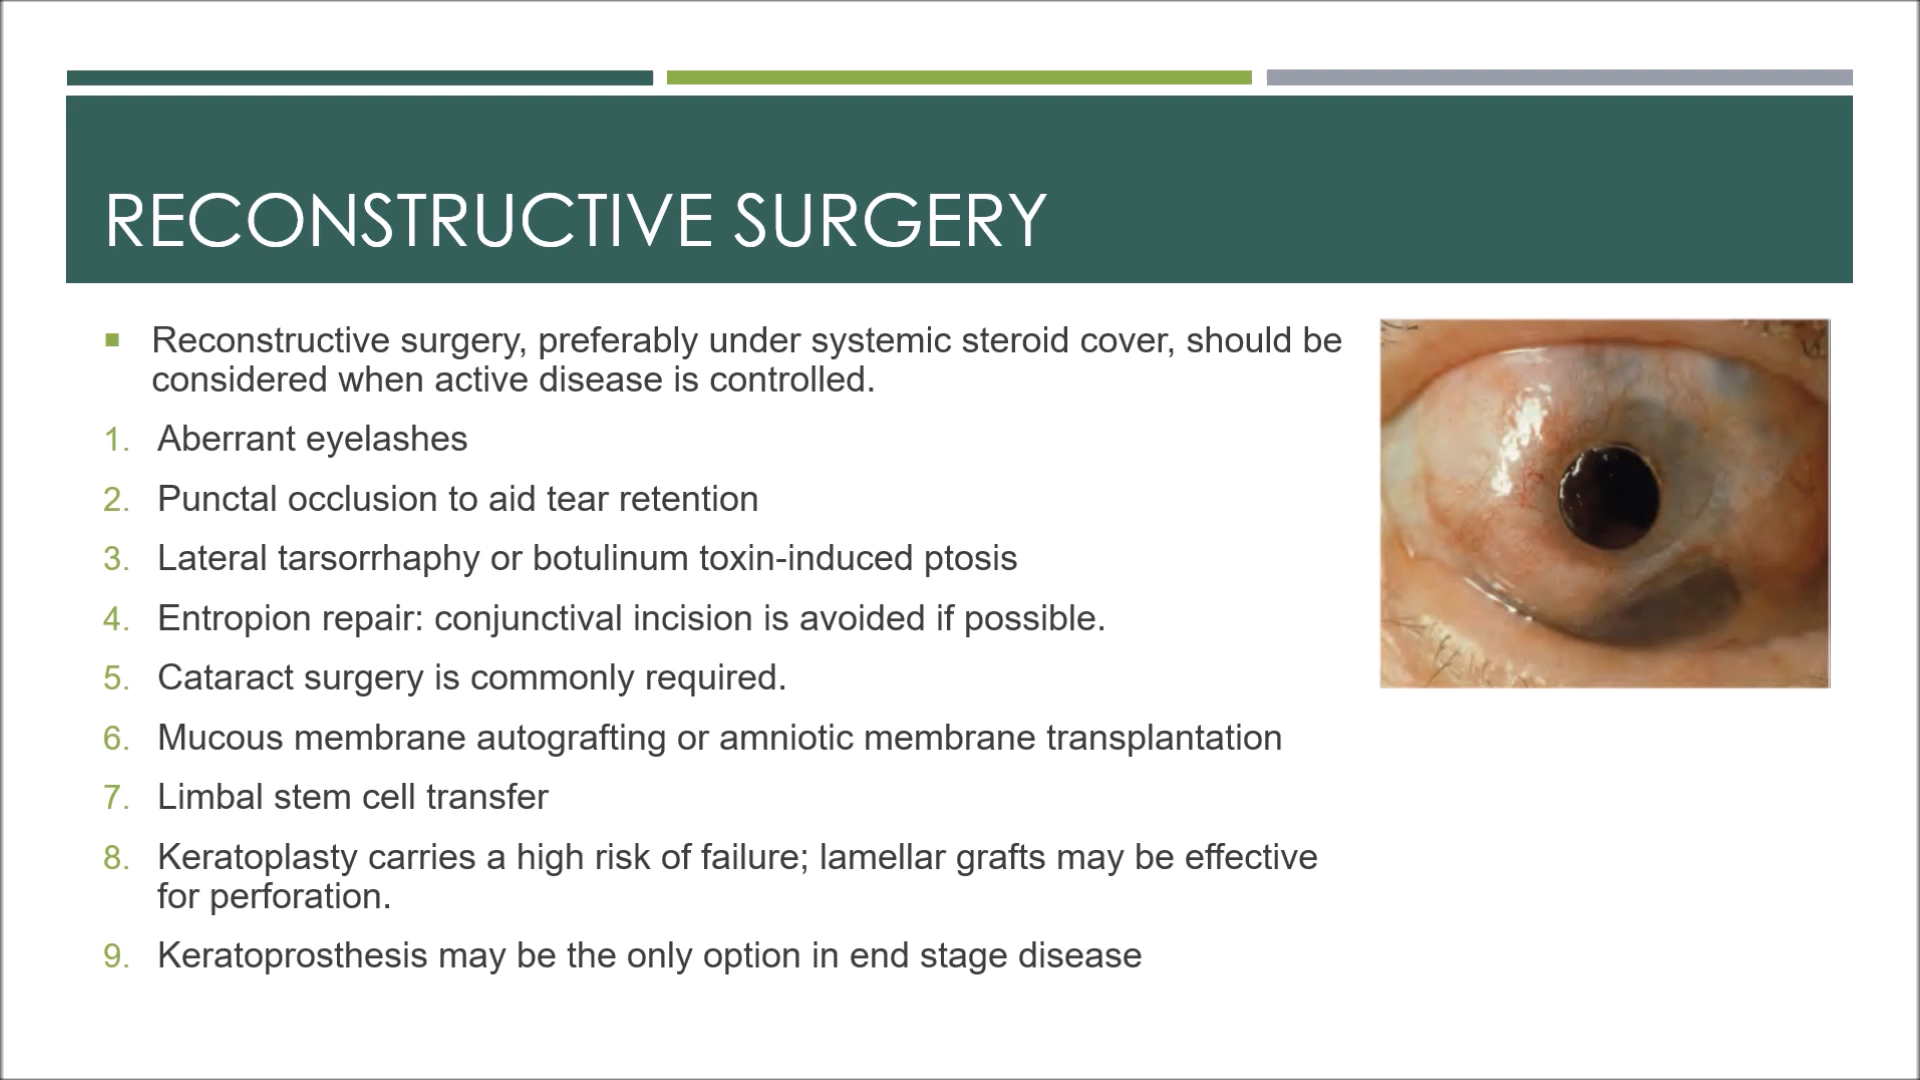 RECONSTRUCTIVE SURGERY
▪ Reconstructive surgery, preferably under systemic steroid cover, should be
considered when active disease is controlled.
1. Aberrant eyelashes
2. Punctal occlusion to aid tear retention
3. Lateral tarsorrhaphy or botulinum toxin-induced ptosis
4. Entropion repair: conjunctival incision is avoided if possible.
5. Cataract surgery is commonly required.
6. Mucous membrane autografting or amniotic membrane transplantation
7. Limbal stem cell transfer
8. Keratoplasty carries a high risk of failure; lamellar grafts may be effective
for perforation.
9. Keratoprosthesis may be the only option in end stage disease